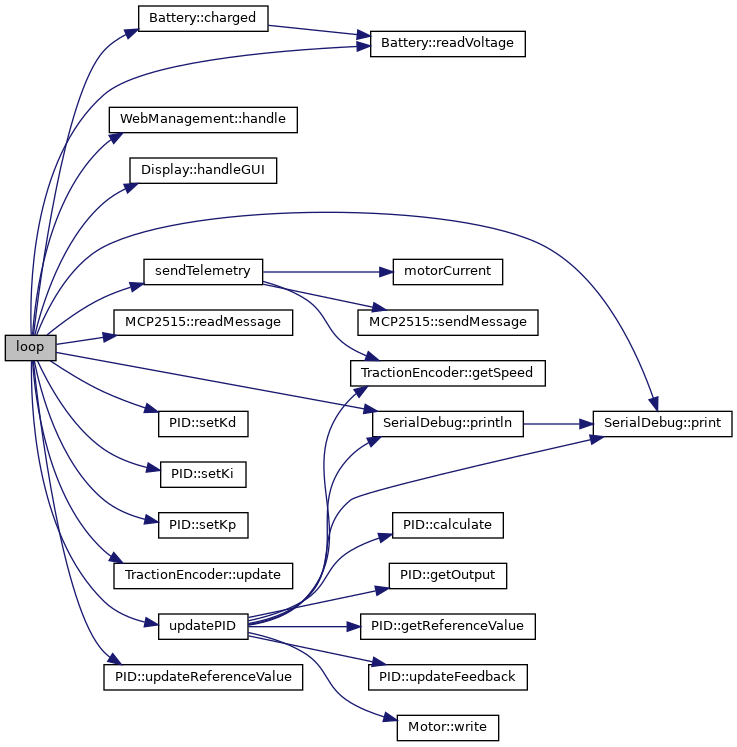 Battery::charged
Battery::readVoltage
WebManagement::handle
Display::handleGUI
sendTelemetry
motorCurrent
MCP2515::readMessage
MCP2515::sendMessage
loop
TractionEncoder::getSpeed
PID::setKd
SerialDebug::println
SerialDebug::print
PID::setKi
PID::setKp
PID::calculate
TractionEncoder::update
PID::getOutput
updatePID
PID::getReferenceValue
PID::updateReferenceValue
PID::updateFeedback
Motor::write